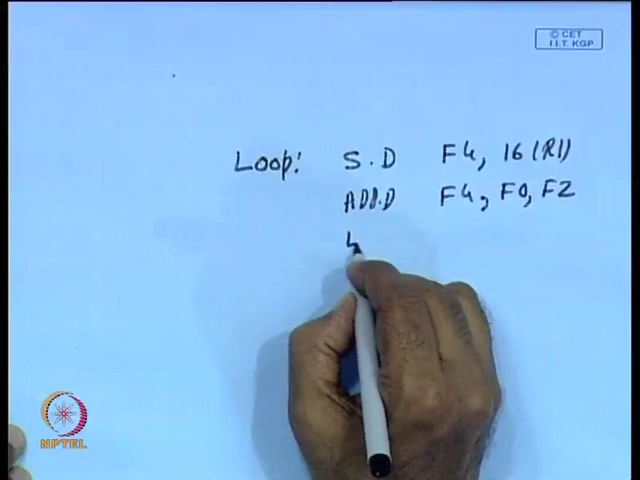 © CET
I.I.T. KGP
Loop: S.D F4, 16(R1)
ADD.D F4, F0, F2
L
NPTEL